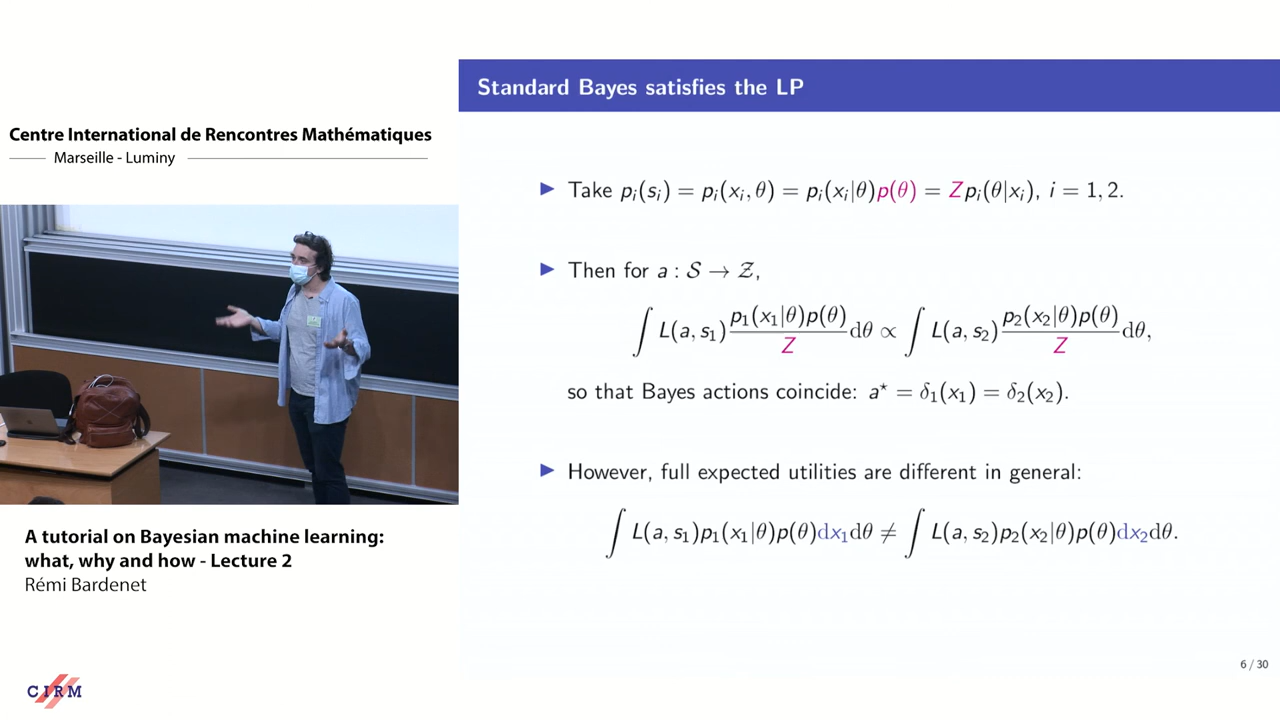 Centre International de Rencontres Mathématiques
Marseille - Luminy
A tutorial on Bayesian machine learning:
what, why and how - Lecture 2
Rémi Bardenet
CIRM
Standard Bayes satisfies the LP
▶ Take pᵢ(sᵢ) = pᵢ(xᵢ, θ) = pᵢ(xᵢ|θ)p(θ) = Zpᵢ(θ|xᵢ), i = 1, 2.
▶ Then for a : 𝒮 → 𝒵,
∫ L(a, s₁) p₁(x₁|θ)p(θ)/Z dθ ∝ ∫ L(a, s₂) p₂(x₂|θ)p(θ)/Z dθ,
so that Bayes actions coincide: a⋆ = δ₁(x₁) = δ₂(x₂).
▶ However, full expected utilities are different in general:
∫ L(a, s₁)p₁(x₁|θ)p(θ)dx₁dθ ≠ ∫ L(a, s₂)p₂(x₂|θ)p(θ)dx₂dθ.
6 / 30